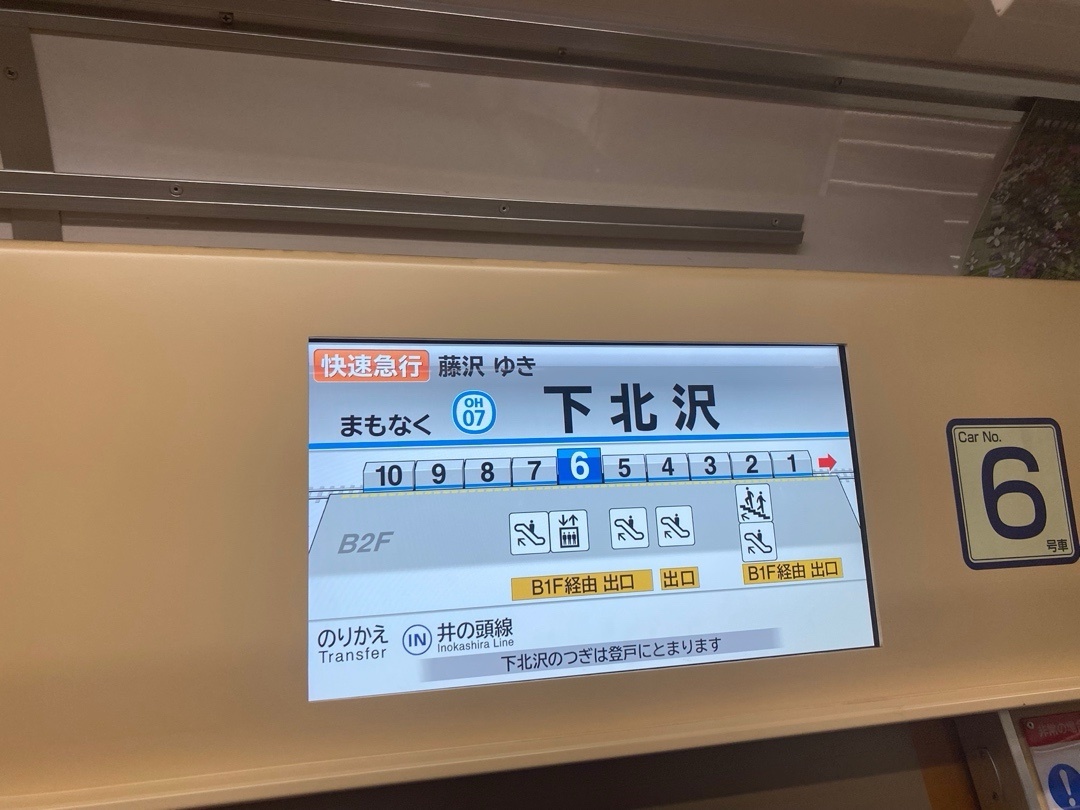 快速急行 藤沢 ゆき
まもなく OH 07 下北沢
10 9 8 7 6 5 4 3 2 1
B2F
B1F経由 出口 出口 B1F経由 出口
のりかえ IN 井の頭線
Transfer Inokashira Line
下北沢のつぎは登戸にとまります
Car No.
6
号車